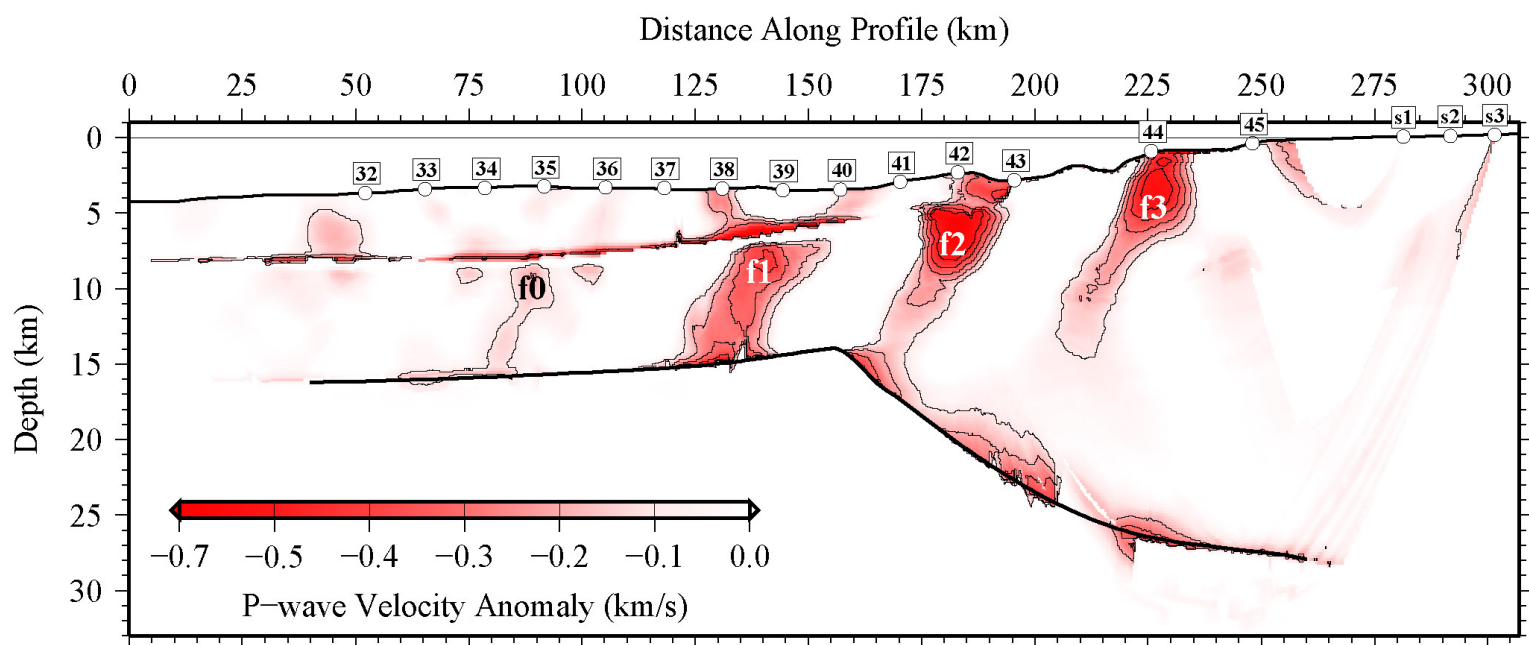 Distance Along Profile (km)
0 25 50 75 100 125 150 175 200 225 250 275 300
Depth (km)
0
5
10
15
20
25
30
32 33 34 35 36 37 38 39 40 41 42 43 44 45 s1 s2 s3
f0 f1 f2 f3
−0.7 −0.5 −0.4 −0.3 −0.2 −0.1 0.0
P−wave Velocity Anomaly (km/s)